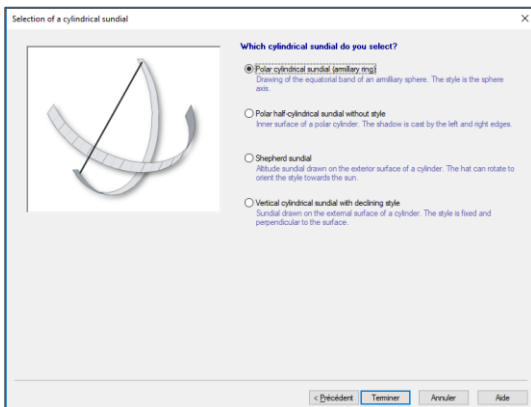 Selection of a cylindrical sundial
Which cylindrical sundial do you select?
Polar cylindrical sundial (armillary ring)
Drawing of the equatorial band of an armilliary sphere. The style is the sphere
axis.
Polar half-cylindrical sundial without style
Inner surface of a polar cylinder. The shadow is cast by the left and right edges.
Shepherd sundial
Altitude sundial drawn on the exterior surface of a cylinder. The hat can rotate to
orient the style towards the sun.
Vertical cylindrical sundial with declining style
Sundial drawn on the external surface of a cylinder. The style is fixed and
perpendicular to the surface.
< Précédent
Terminer
Annuler
Aide